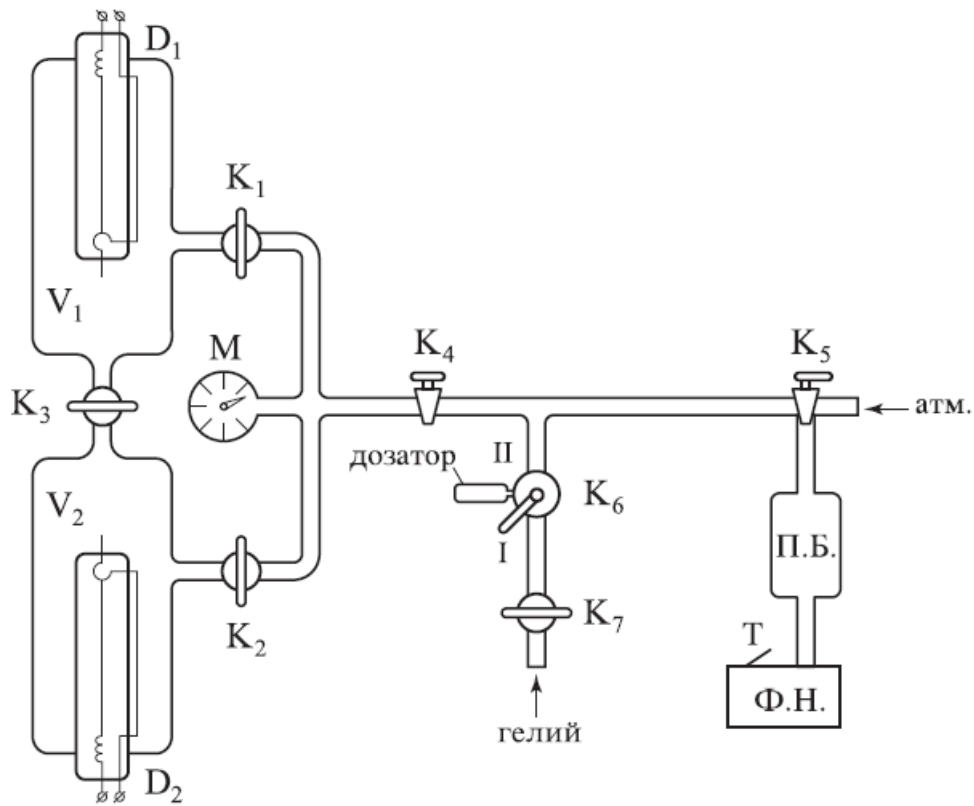 D₁
K₁
V₁
M
K₄
K₅
K₃
атм.
дозатор
II
K₆
V₂
I
П.Б.
K₇
K₂
T
Ф.Н.
гелий
D₂